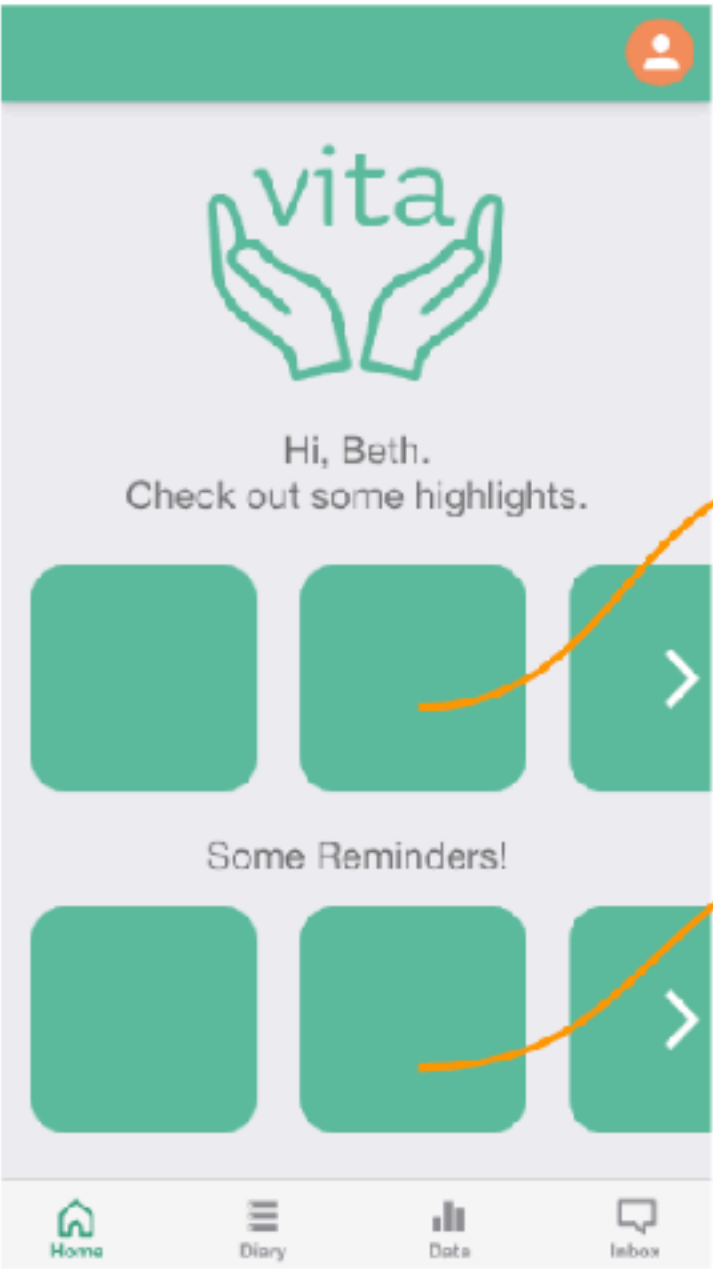 vita
Hi, Beth.
Check out some highlights.
Some Reminders!
Home
Diary
Data
Inbox